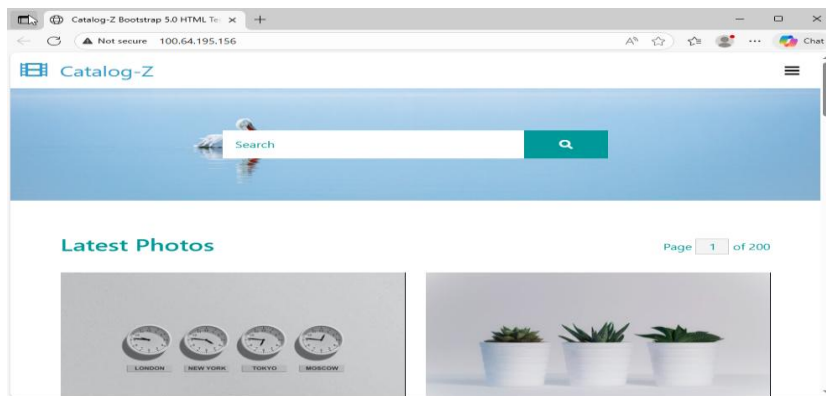 Catalog-Z Bootstrap 5.0 HTML Te
Not secure 100.64.195.156
Chat
Catalog-Z
Search
Latest Photos
Page 1 of 200
LONDON NEW YORK TOKYO MOSCOW